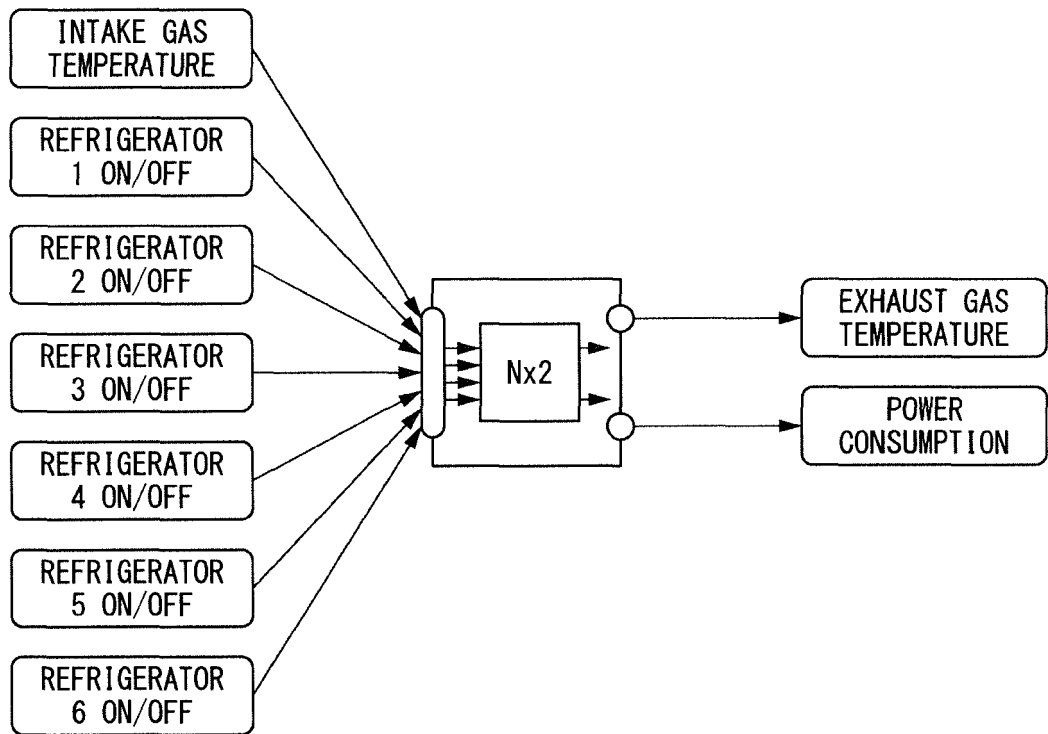 INTAKE GAS
TEMPERATURE
REFRIGERATOR
1 ON/OFF
REFRIGERATOR
2 ON/OFF
REFRIGERATOR
3 ON/OFF
REFRIGERATOR
4 ON/OFF
REFRIGERATOR
5 ON/OFF
REFRIGERATOR
6 ON/OFF
Nx2
EXHAUST GAS
TEMPERATURE
POWER
CONSUMPTION